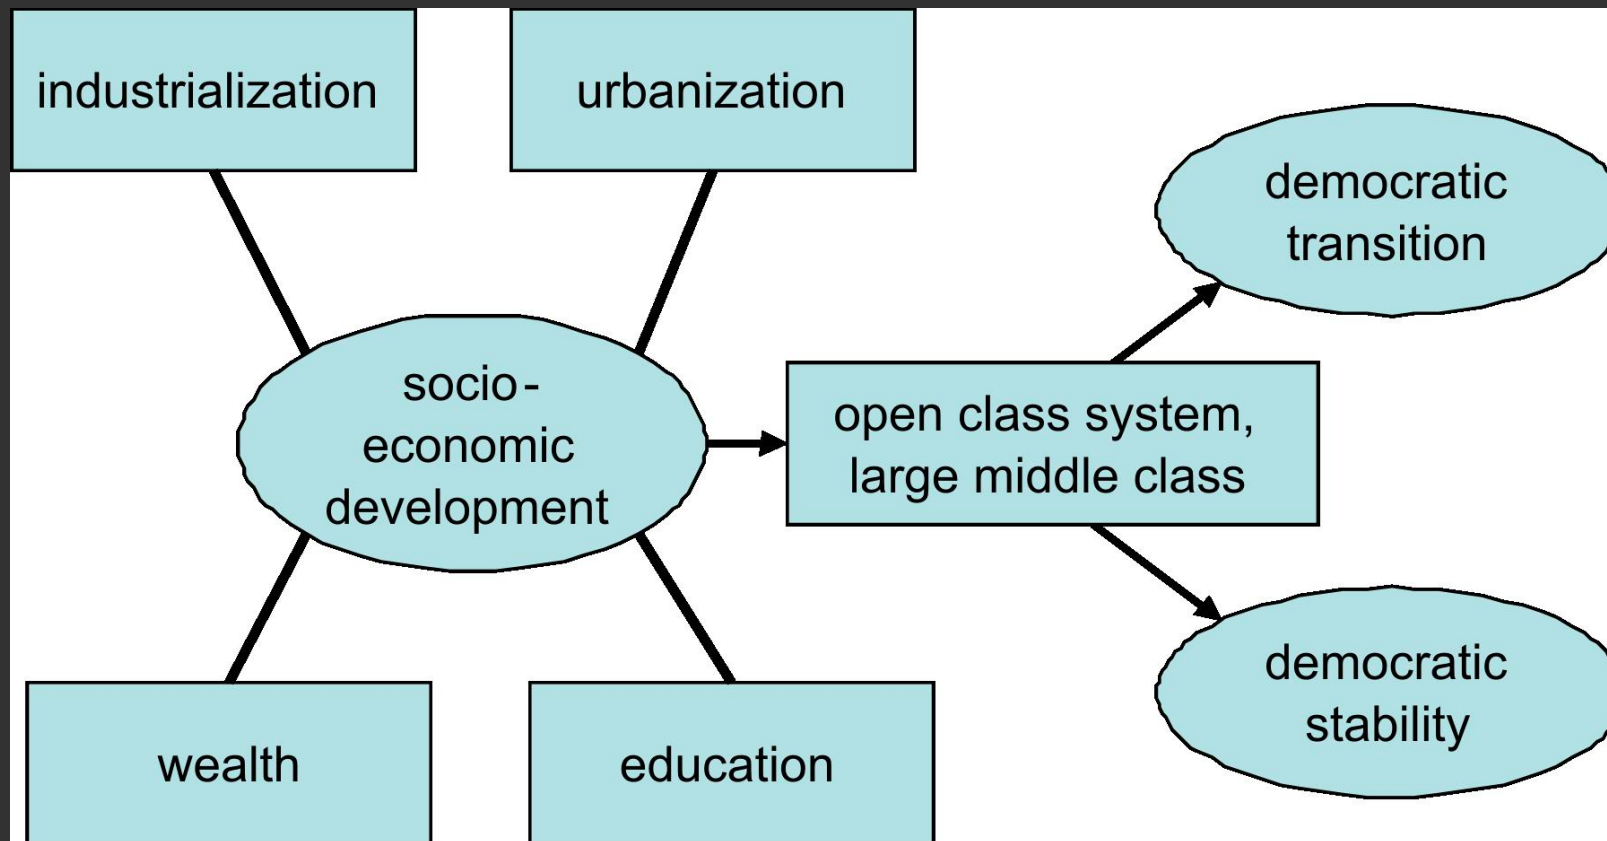 industrialization
urbanization
democratic
transition
socio-
economic
development
open class system,
large middle class
democratic
stability
wealth
education